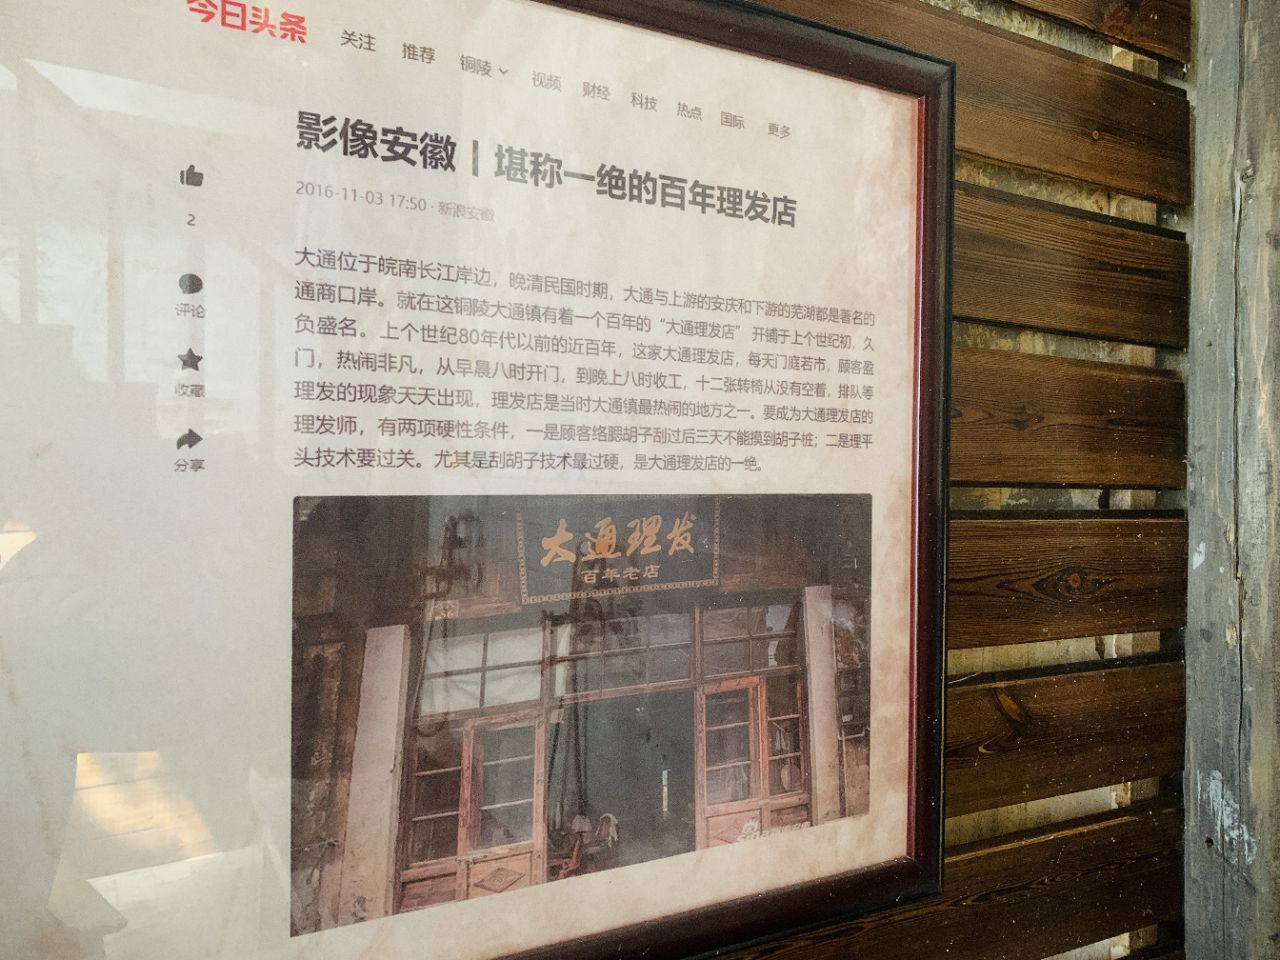 今日头条
关注 推荐 铜陵 视频 财经 科技 热点 国际 更多
影像安徽丨堪称一绝的百年理发店
2016-11-03 17:50 · 新浪安徽
2
评论
收藏
分享
大通位于皖南长江岸边，晚清民国时期，大通与上游的安庆和下游的芜湖都是著名的
通商口岸。就在这铜陵大通镇有着一个百年的“大通理发店” 开铺于上个世纪初，久
负盛名。上个世纪80年代以前的近百年，这家大通理发店，每天门庭若市，顾客盈
门，热闹非凡，从早晨八时开门，到晚上八时收工，十二张转椅从没有空着，排队等
理发的现象天天出现，理发店是当时大通镇最热闹的地方之一。要成为大通理发店的
理发师，有两项硬性条件，一是顾客络腮胡子刮过后三天不能摸到胡子桩；二是理平
头技术要过关。尤其是刮胡子技术最过硬，是大通理发店的一绝。
大通理发
百年老店